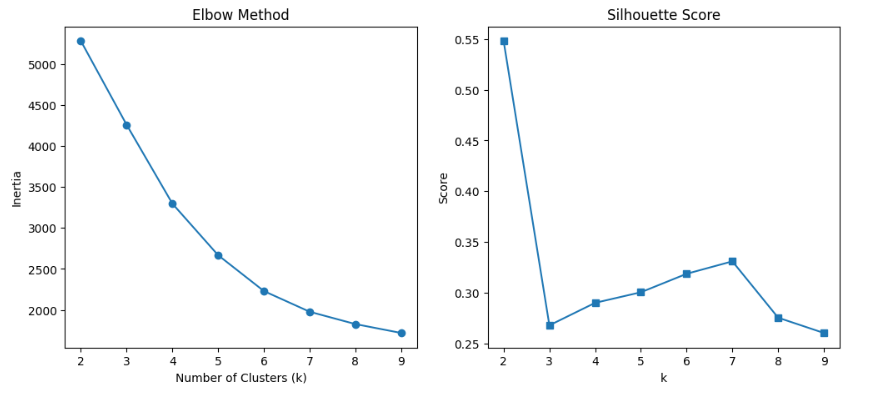 Elbow Method
Inertia
5000
4500
4000
3500
3000
2500
2000
2 3 4 5 6 7 8 9
Number of Clusters (k)
Silhouette Score
Score
0.55
0.50
0.45
0.40
0.35
0.30
0.25
2 3 4 5 6 7 8 9
k